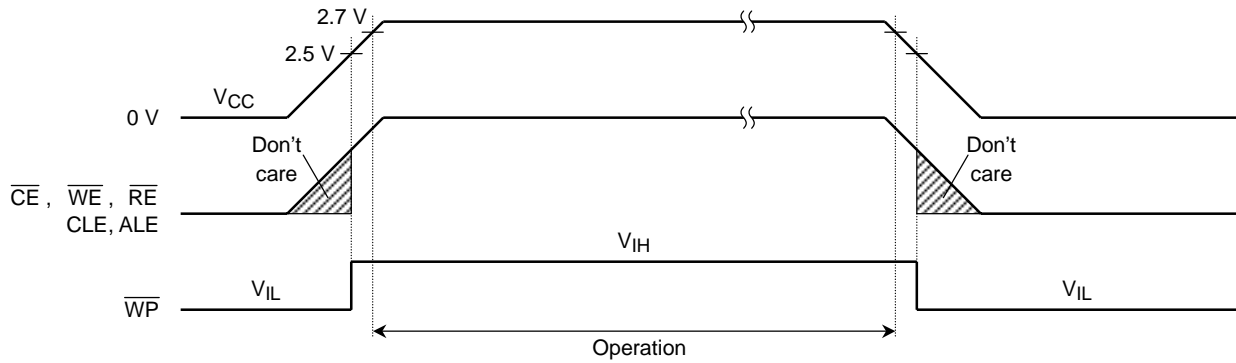 2.7 V
2.5 V
VCC
0 V
Don't
care
Don't
care
CE , WE , RE
CLE, ALE
VIH
VIL
VIL
WP
Operation